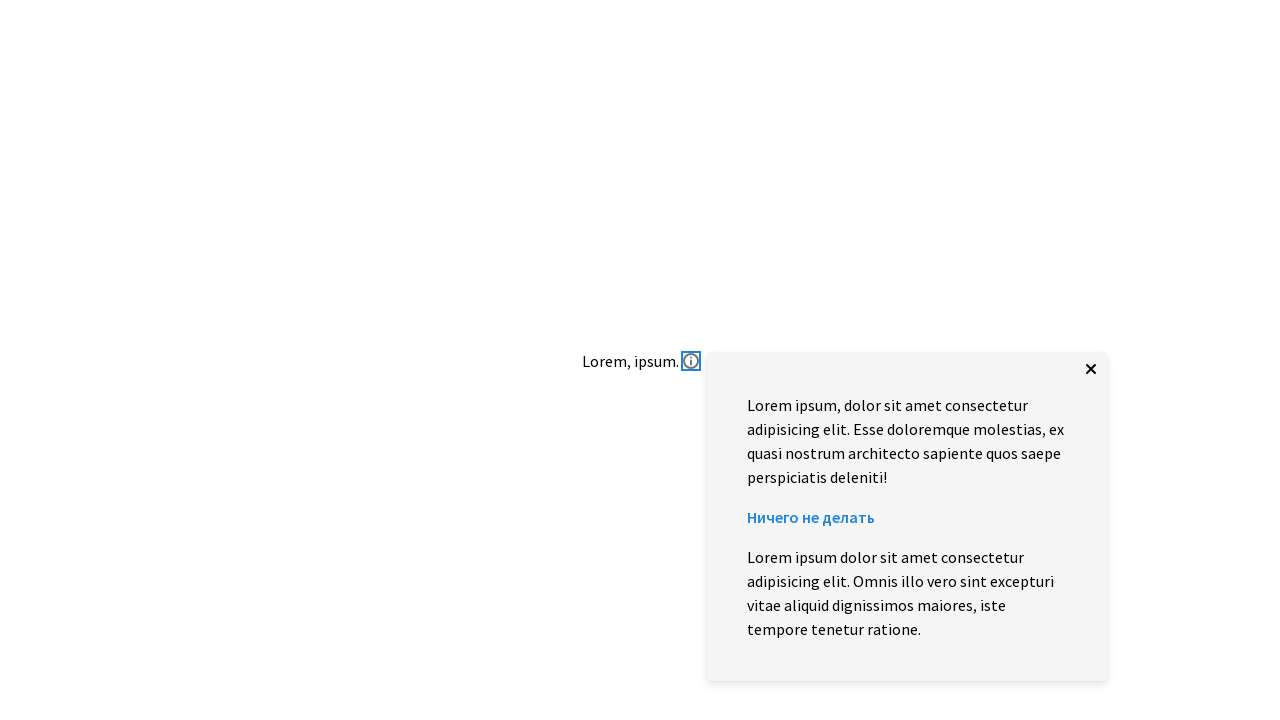 Lorem, ipsum.
Lorem ipsum, dolor sit amet consectetur
adipisicing elit. Esse doloremque molestias, ex
quasi nostrum architecto sapiente quos saepe
perspiciatis deleniti!
Ничего не делать
Lorem ipsum dolor sit amet consectetur
adipisicing elit. Omnis illo vero sint excepturi
vitae aliquid dignissimos maiores, iste
tempore tenetur ratione.